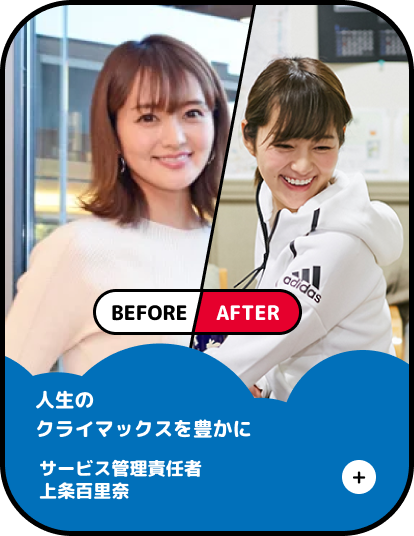 adidas
BEFORE
AFTER
人生の
クライマックスを豊かに
サービス管理責任者
上条百里奈